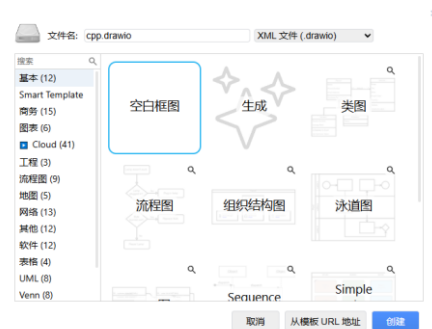 文件名: cpp.drawio XML 文件 (.drawio)
搜索
基本 (12)
Smart Template
商务 (15)
图表 (6)
Cloud (41)
工程 (3)
流程图 (9)
地图 (5)
网络 (13)
其他 (12)
软件 (12)
表格 (4)
UML (8)
Venn (8)
空白框图 生成 类图
流程图 组织结构图 泳道图
Sequence Simple
取消 从模板 URL 地址 创建